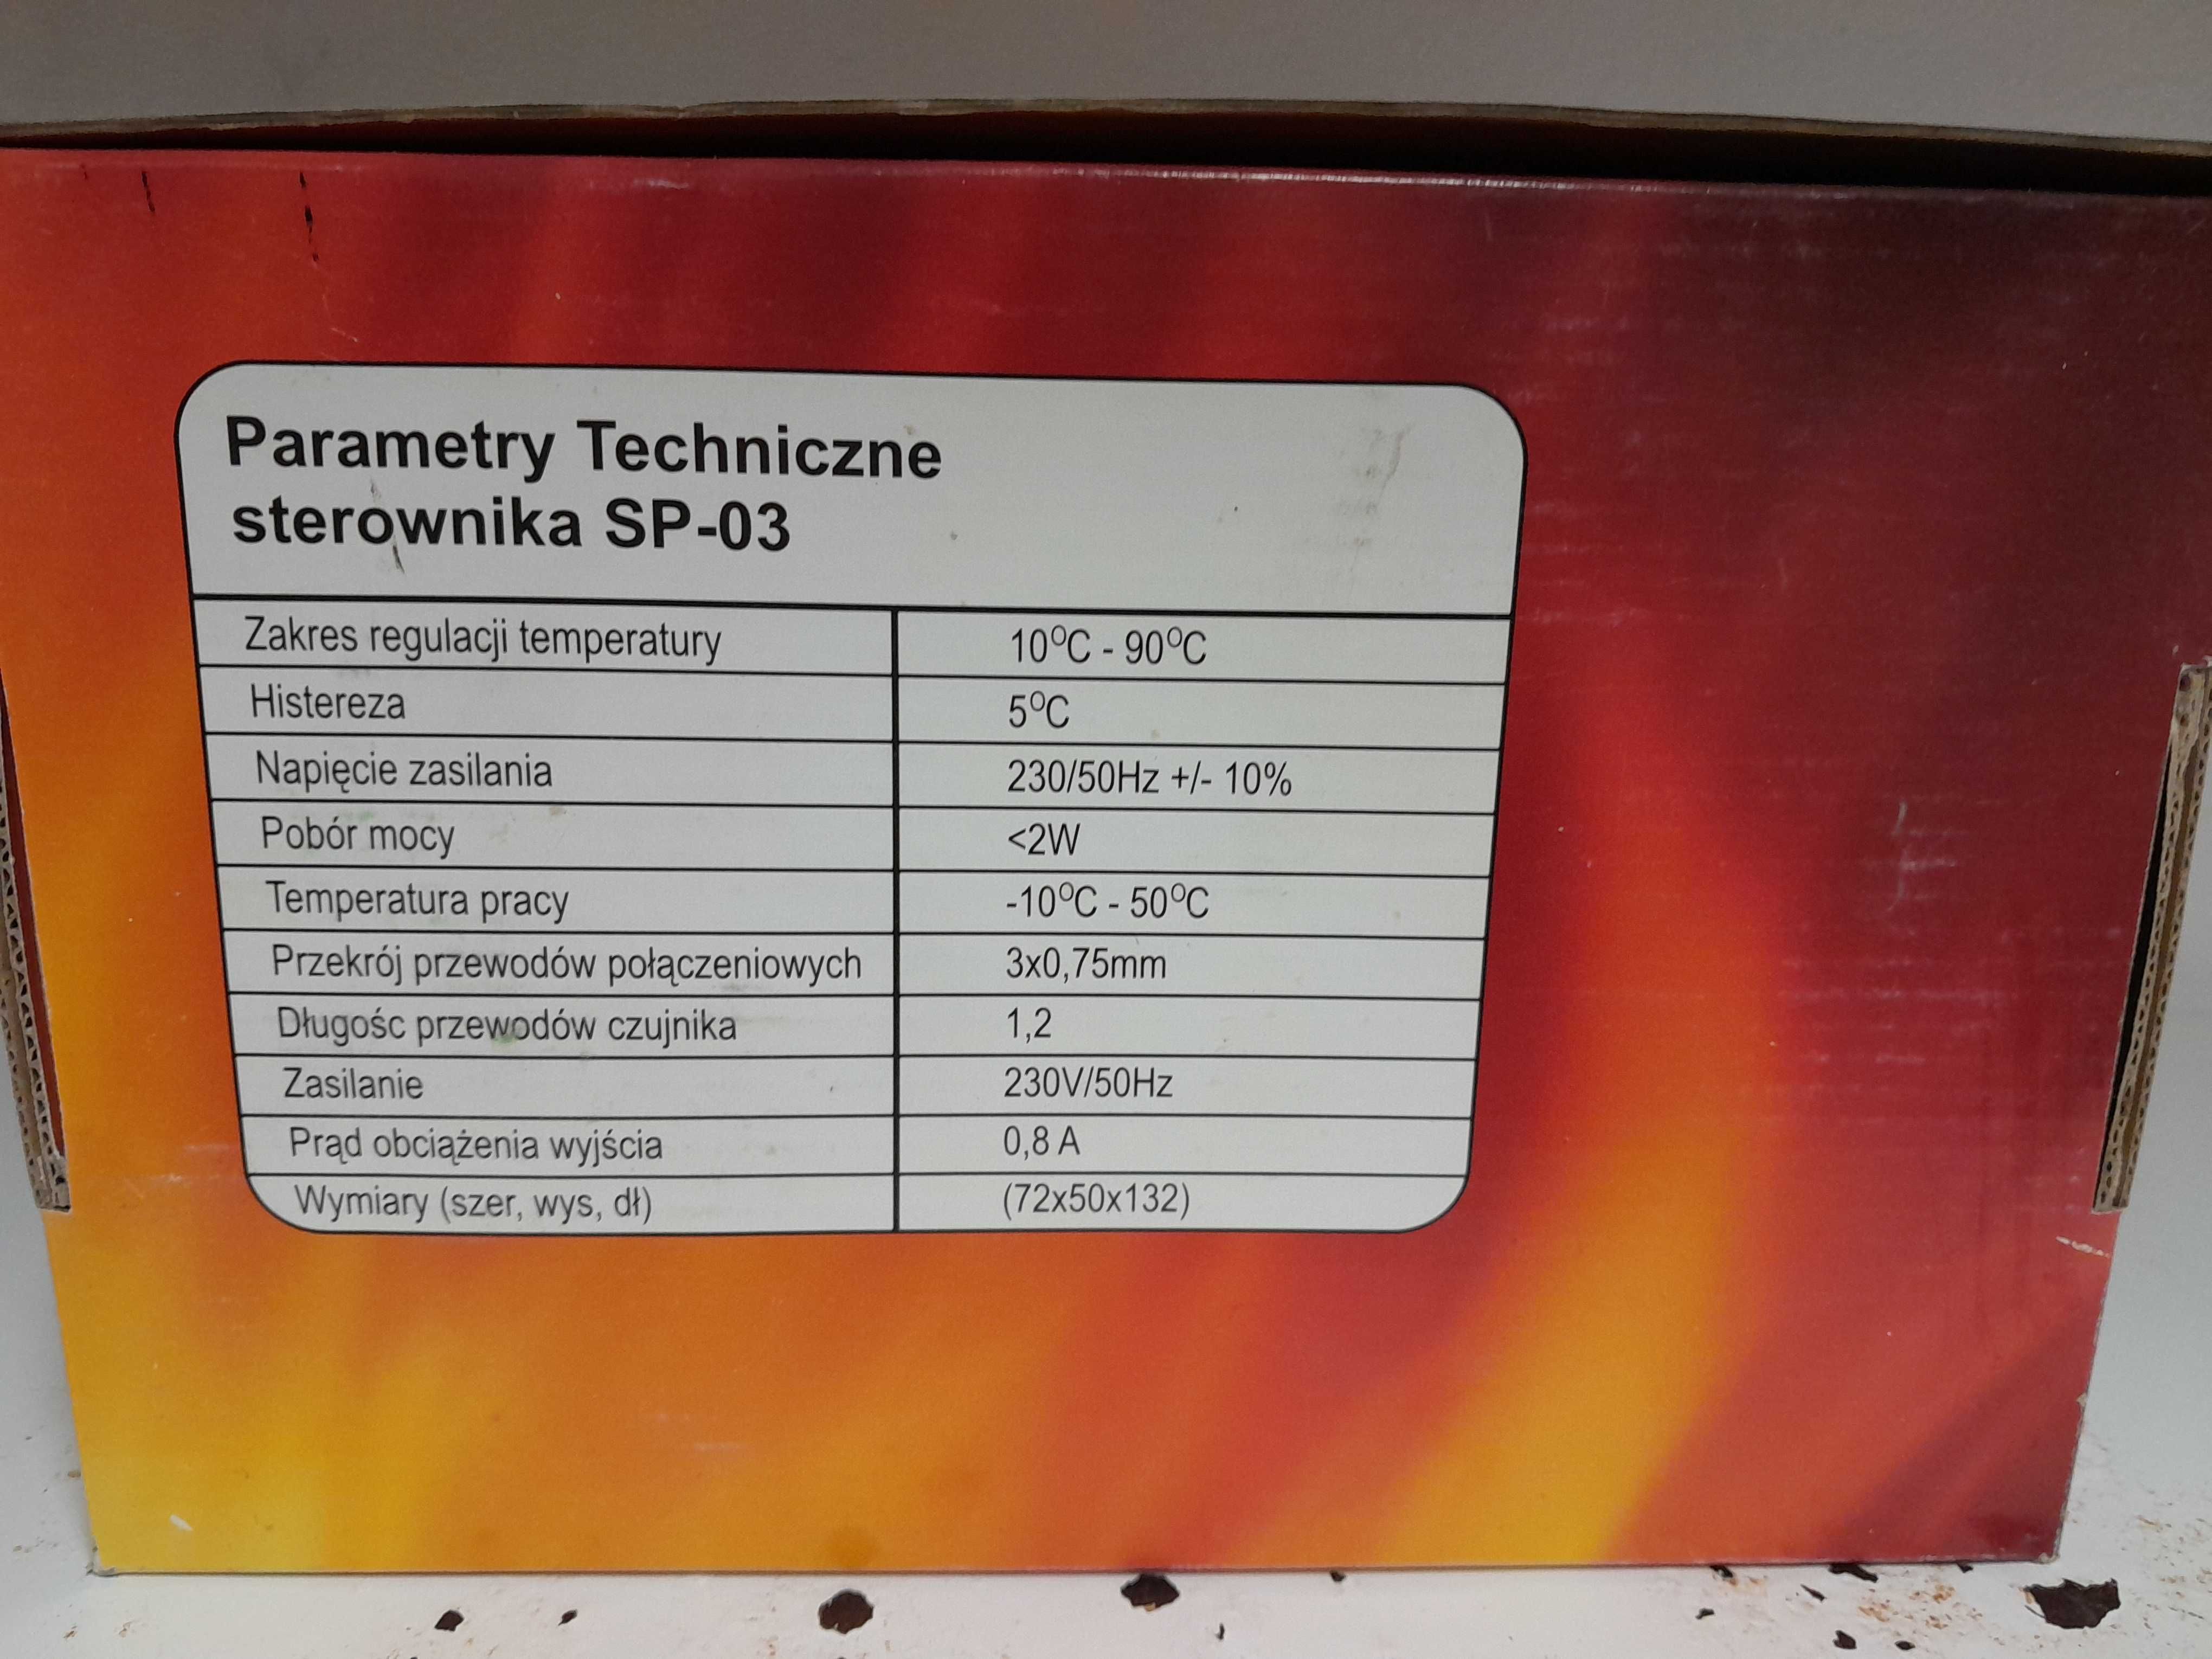 Parametry Techniczne
sterownika SP-03
Zakres regulacji temperatury 10°C - 90°C
Histereza 5°C
Napięcie zasilania 230/50Hz +/- 10%
Pobór mocy <2W
Temperatura pracy -10°C - 50°C
Przekrój przewodów połączeniowych 3x0,75mm
Długośc przewodów czujnika 1,2
Zasilanie 230V/50Hz
Prąd obciążenia wyjścia 0,8 A
Wymiary (szer, wys, dł) (72x50x132)